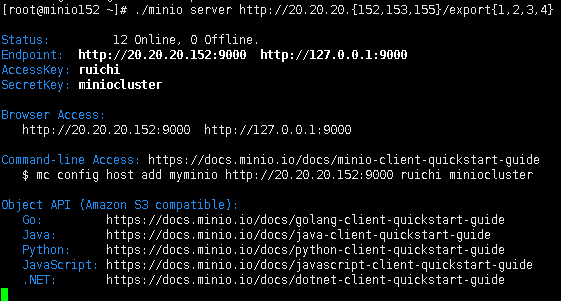 [root@minio152 ~]# ./minio server http://20.20.20.{152,153,155}/export{1,2,3,4}
Status: 12 Online, 0 Offline.
Endpoint: http://20.20.20.152:9000 http://127.0.0.1:9000
AccessKey: ruichi
SecretKey: miniocluster
Browser Access:
http://20.20.20.152:9000 http://127.0.0.1:9000
Command-line Access: https://docs.minio.io/docs/minio-client-quickstart-guide
$ mc config host add myminio http://20.20.20.152:9000 ruichi miniocluster
Object API (Amazon S3 compatible):
Go: https://docs.minio.io/docs/golang-client-quickstart-guide
Java: https://docs.minio.io/docs/java-client-quickstart-guide
Python: https://docs.minio.io/docs/python-client-quickstart-guide
JavaScript: https://docs.minio.io/docs/javascript-client-quickstart-guide
.NET: https://docs.minio.io/docs/dotnet-client-quickstart-guide